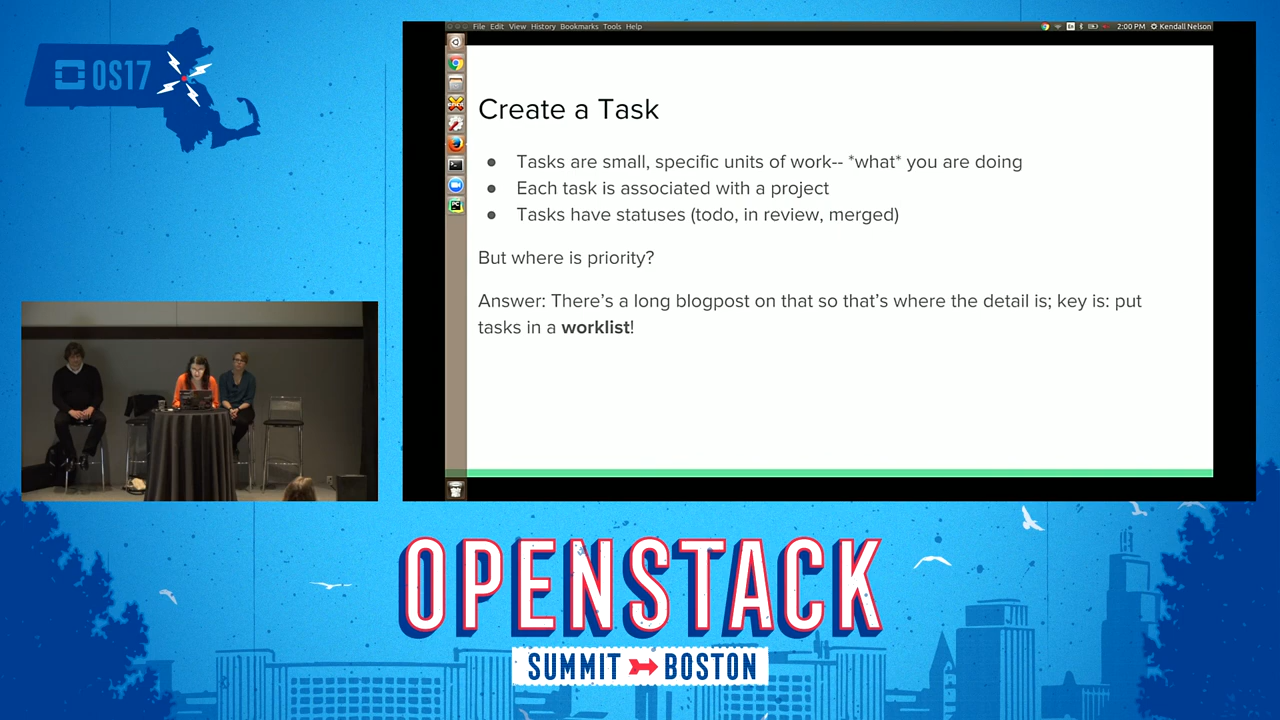 OS17
File Edit View History Bookmarks Tools Help
2:00 PM Kendall Nelson
Create a Task
• Tasks are small, specific units of work-- *what* you are doing
• Each task is associated with a project
• Tasks have statuses (todo, in review, merged)
But where is priority?
Answer: There's a long blogpost on that so that's where the detail is; key is: put
tasks in a worklist!
OPENSTACK
SUMMIT BOSTON